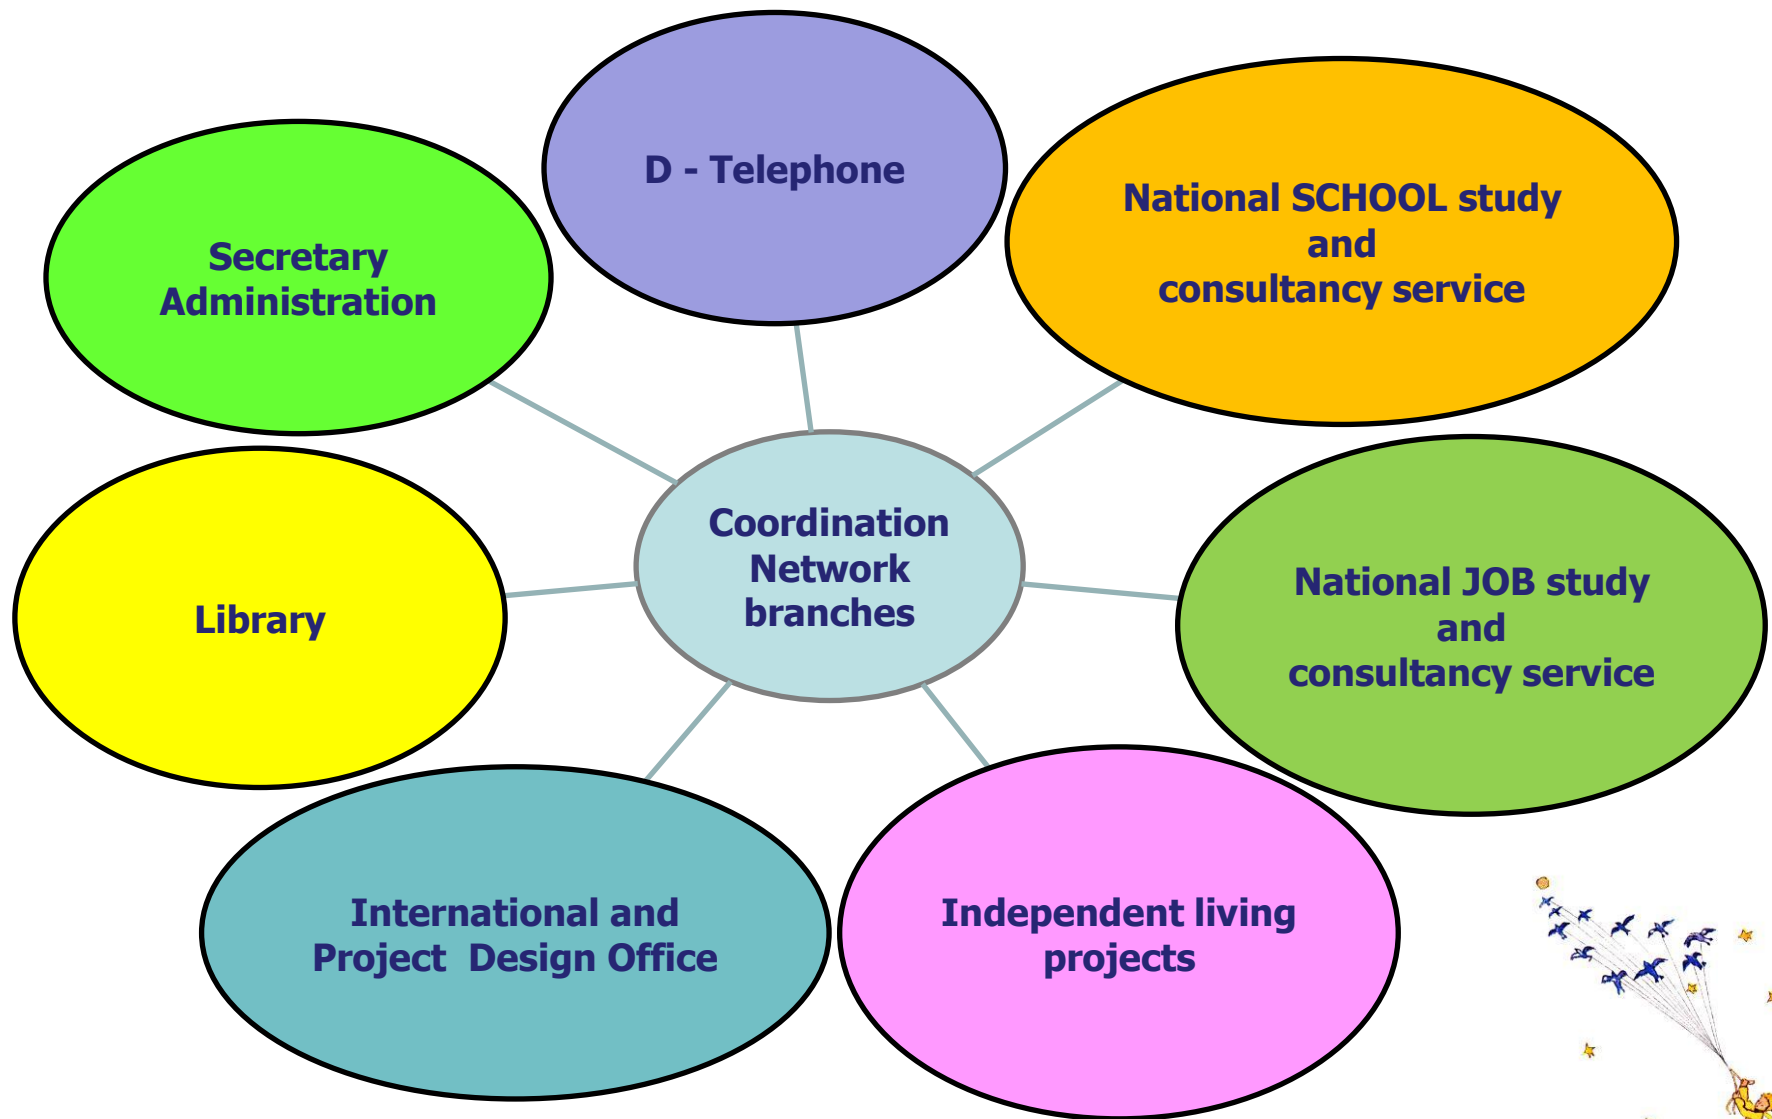 D - Telephone
National SCHOOL study
and
consultancy service
Secretary
Administration
Coordination
Network
branches
National JOB study
and
consultancy service
Library
International and
Project  Design Office
Independent living
projects